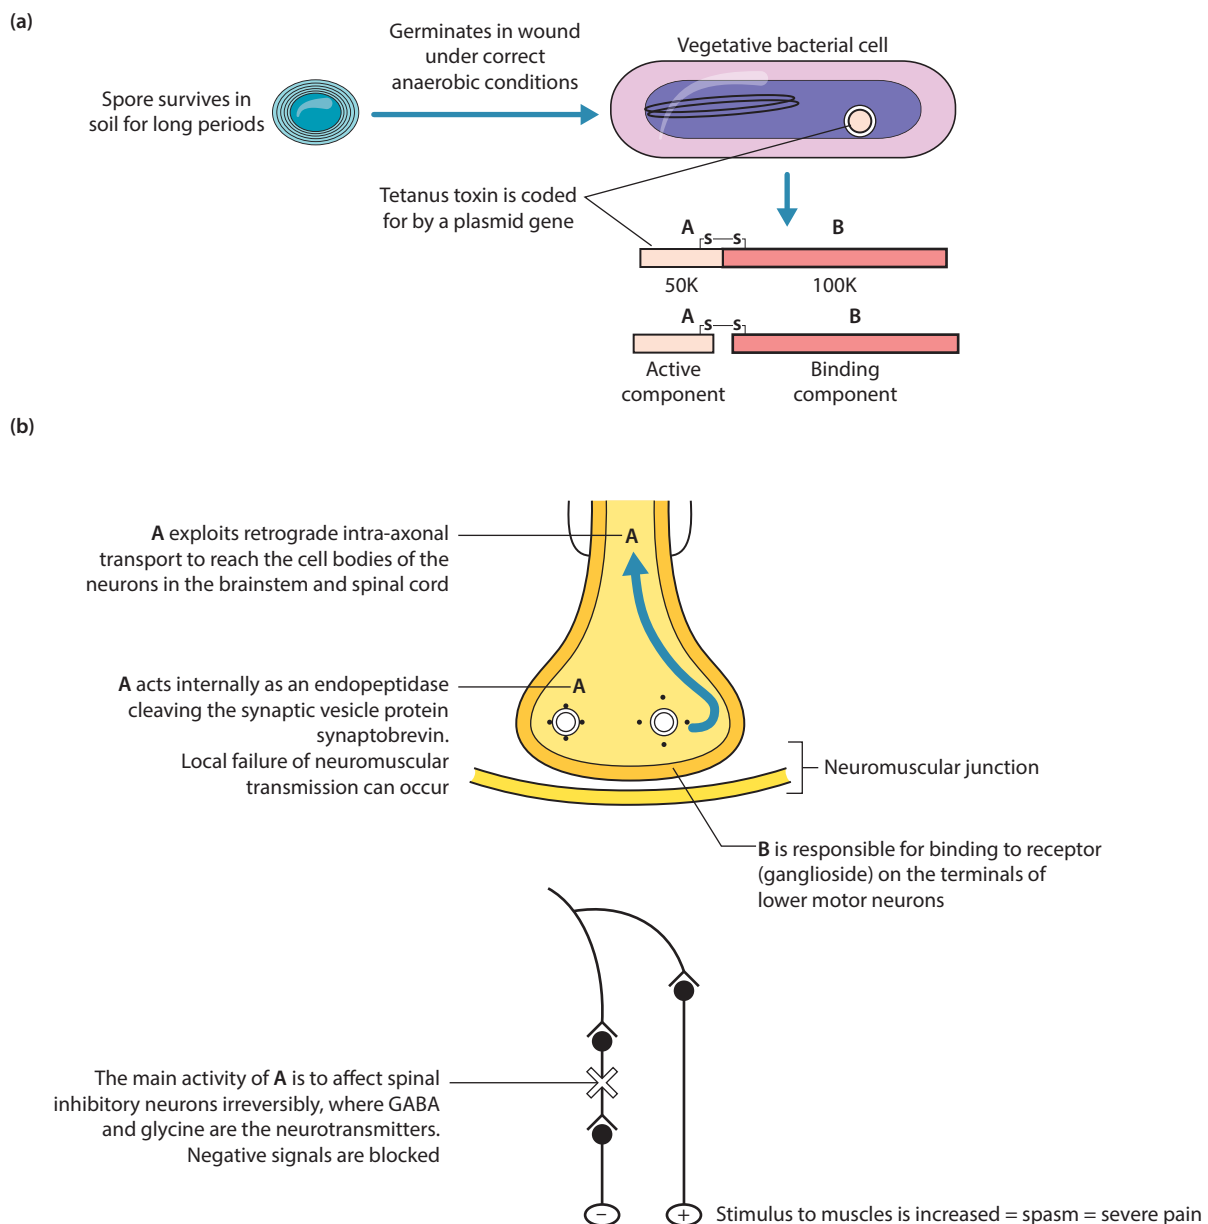 (a)
Germinates in wound
under correct
anaerobic conditions
Vegetative bacterial cell
Spore survives in
soil for long periods
Tetanus toxin is coded
for by a plasmid gene
A
B
S
S
50K
100K
A
B
S
S
Active
component
Binding
component
(b)
A exploits retrograde intra-axonal
transport to reach the cell bodies of the
neurons in the brainstem and spinal cord
A
A acts internally as an endopeptidase
cleaving the synaptic vesicle protein
synaptobrevin.
Local failure of neuromuscular
transmission can occur
A
Neuromuscular junction
B is responsible for binding to receptor
(ganglioside) on the terminals of
lower motor neurons
The main activity of A is to affect spinal
inhibitory neurons irreversibly, where GABA
and glycine are the neurotransmitters.
Negative signals are blocked
−
+
Stimulus to muscles is increased = spasm = severe pain